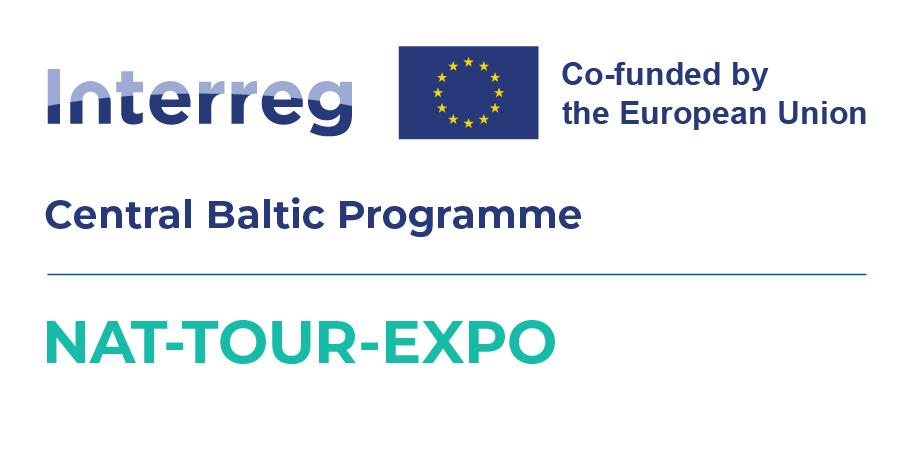 Interreg
Co-funded by
the European Union
Central Baltic Programme
NAT-TOUR-EXPO